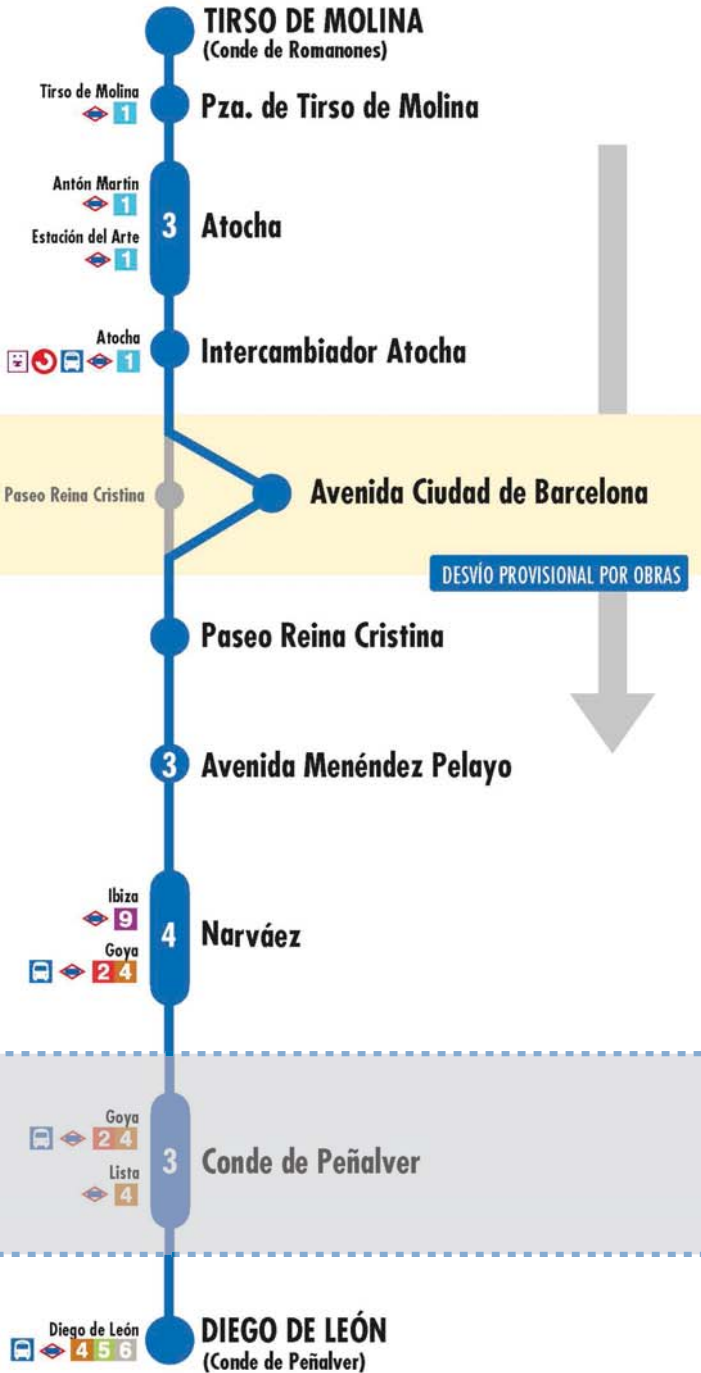 TIRSO DE MOLINA
(Conde de Romanones)
Tirso de Molina
1
Pza. de Tirso de Molina
Antón Martín
1
Estación del Arte
1
3
Atocha
Atocha
1
Intercambiador Atocha
Paseo Reina Cristina
Avenida Ciudad de Barcelona
DESVÍO PROVISIONAL POR OBRAS
Paseo Reina Cristina
3
Avenida Menéndez Pelayo
Ibiza
9
Goya
2 4
4
Narváez
Goya
2 4
Lista
4
3
Conde de Peñalver
Diego de León
4 5 6
DIEGO DE LEÓN
(Conde de Peñalver)